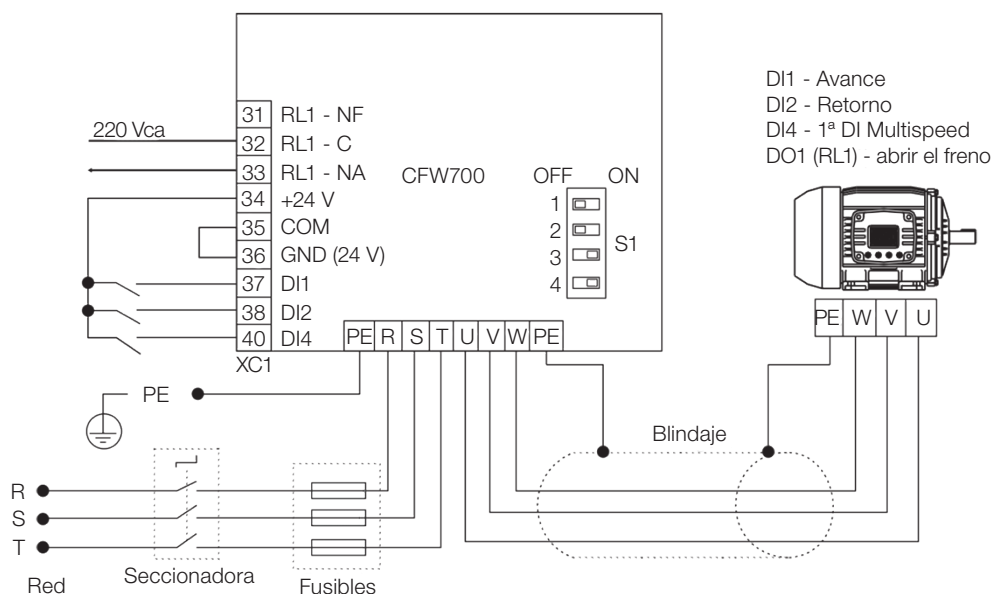 DI1 - Avance
DI2 - Retorno
DI4 - 1ª DI Multispeed
DO1 (RL1) - abrir el freno
220 Vca
31 RL1 - NF
32 RL1 - C
33 RL1 - NA
34 +24 V
35 COM
36 GND (24 V)
37 DI1
38 DI2
40 DI4
XC1
CFW700
OFF ON
1
2
3
4
S1
PE R S T U V W PE
PE W V U
PE
Blindaje
R
S
T
Red
Seccionadora
Fusibles